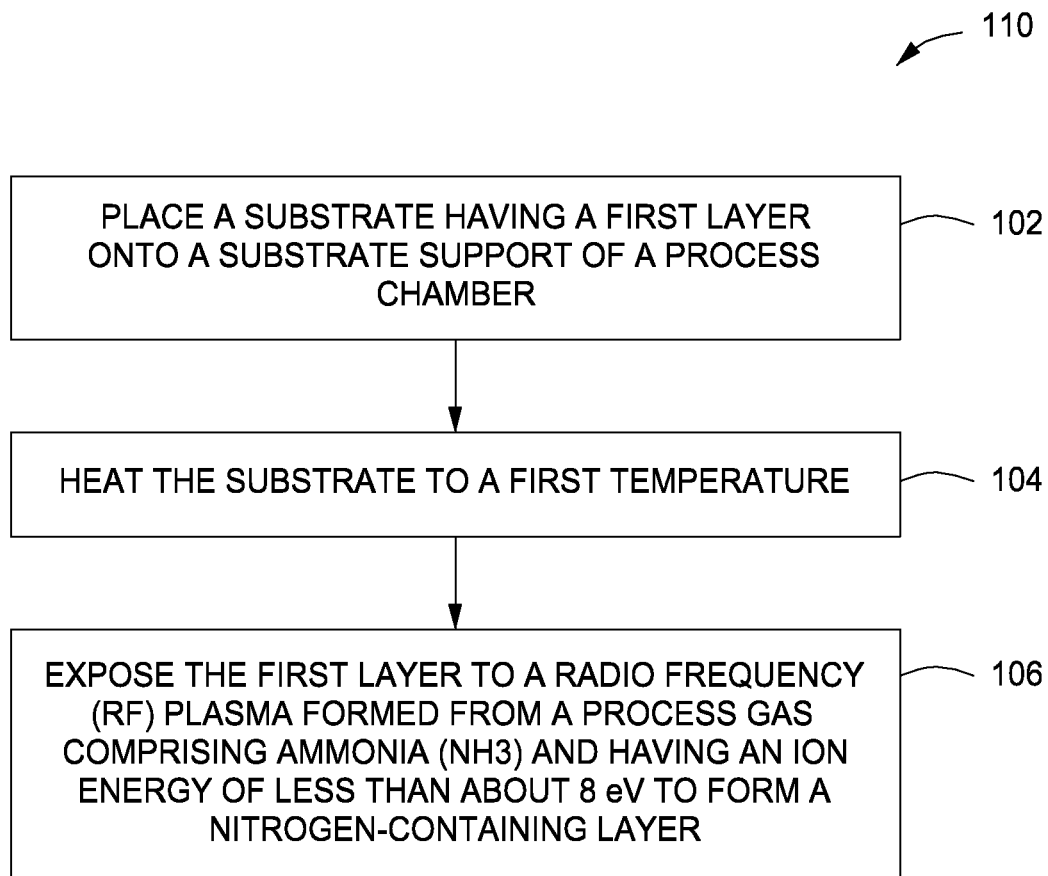 110
PLACE A SUBSTRATE HAVING A FIRST LAYER
ONTO A SUBSTRATE SUPPORT OF A PROCESS
CHAMBER
102
HEAT THE SUBSTRATE TO A FIRST TEMPERATURE
104
EXPOSE THE FIRST LAYER TO A RADIO FREQUENCY
(RF) PLASMA FORMED FROM A PROCESS GAS
COMPRISING AMMONIA (NH3) AND HAVING AN ION
ENERGY OF LESS THAN ABOUT 8 eV TO FORM A
NITROGEN-CONTAINING LAYER
106